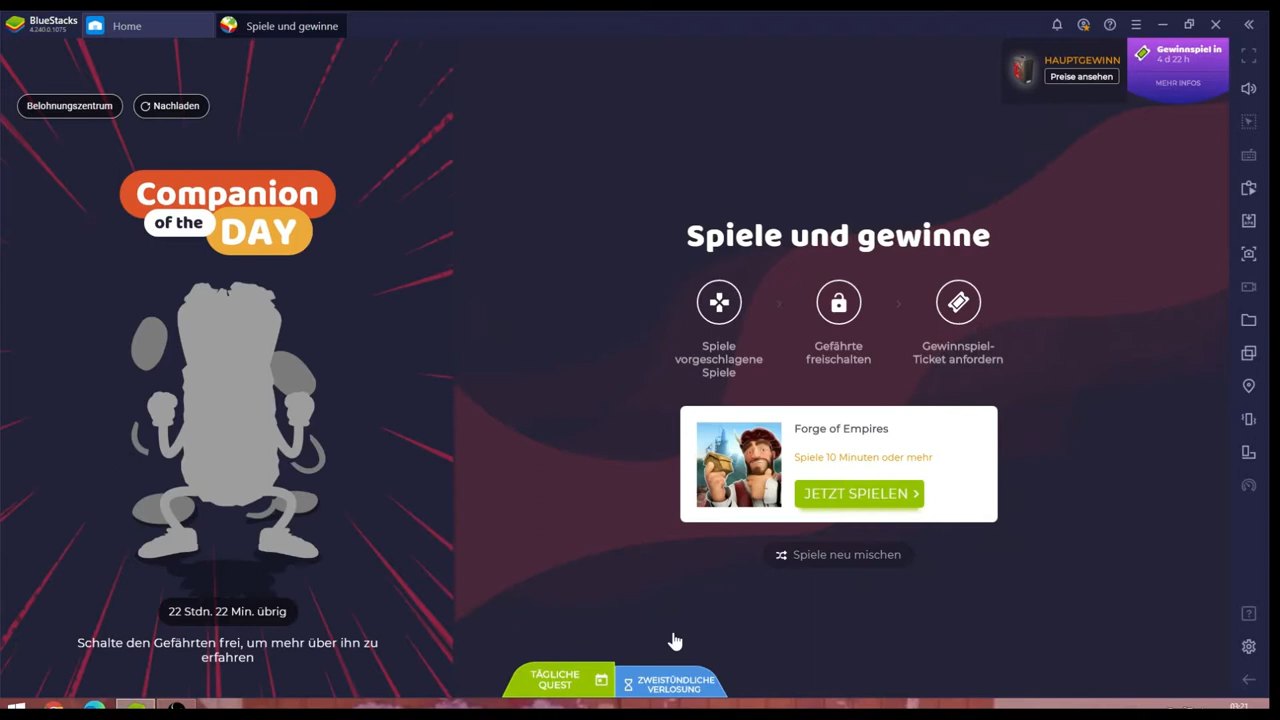 BlueStacks
4.240.0.1075
Home
Spiele und gewinne
HAUPTGEWINN
Preise ansehen
Gewinnspiel in
4 d 22 h
MEHR INFOS
Belohnungszentrum
Nachladen
Companion
of the
DAY
Spiele und gewinne
Spiele
vorgeschlagene
Spiele
Gefährte
freischalten
Gewinnspiel-
Ticket anfordern
Forge of Empires
Spiele 10 Minuten oder mehr
JETZT SPIELEN
Spiele neu mischen
22 Stdn. 22 Min. übrig
Schalte den Gefährten frei, um mehr über ihn zu
erfahren
TÄGLICHE
QUEST
ZWEISTÜNDLICHE
VERLOSUNG
03:21